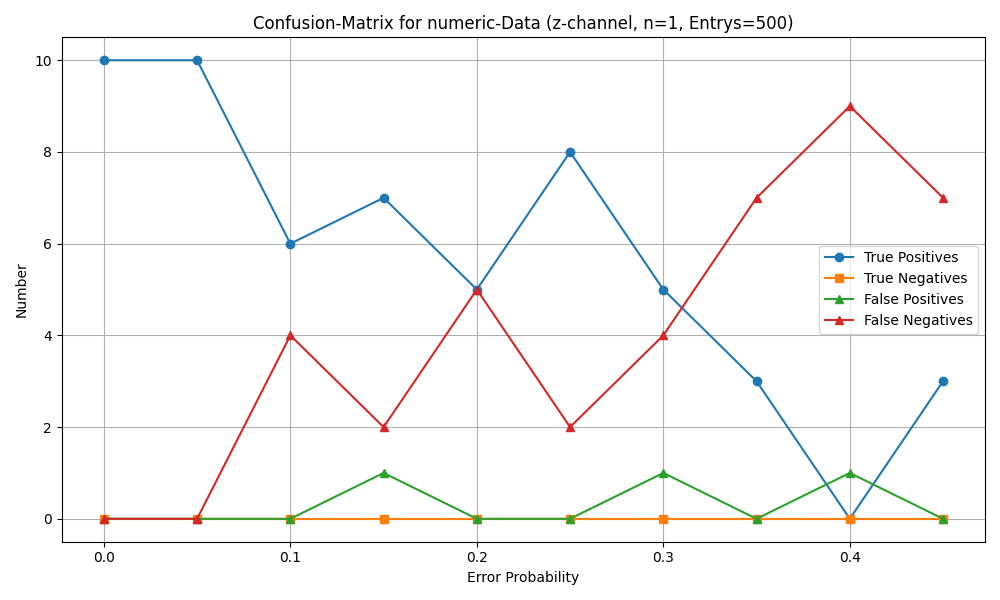 Confusion-Matrix for numeric-Data (z-channel, n=1, Entrys=500)
10
8
6
4
2
0
Number
True Positives
True Negatives
False Positives
False Negatives
0.0
0.1
0.2
0.3
0.4
Error Probability